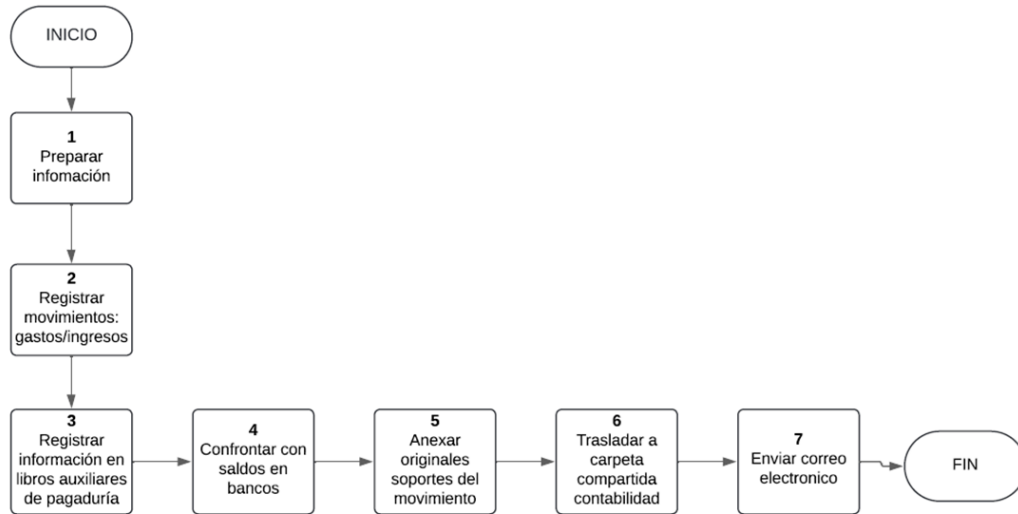 INICIO
1
Preparar
infomación
2
Registrar
movimientos:
gastos/ingresos
3
Registrar
información en
libros auxiliares
de pagaduría
4
Confrontar con
saldos en
bancos
5
Anexar
originales
soportes del
movimiento
6
Trasladar a
carpeta
compartida
contabilidad
7
Enviar correo
electronico
FIN